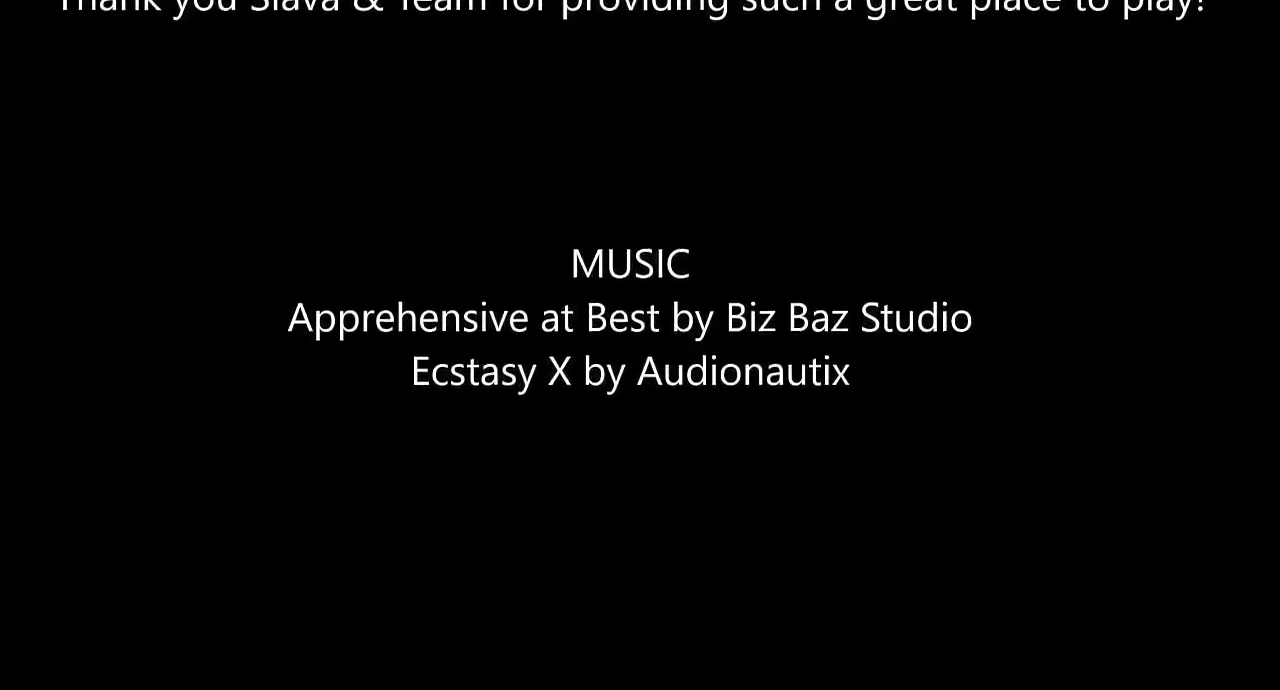 Thank you Slava & Team for providing such a great place to play!
MUSIC
Apprehensive at Best by Biz Baz Studio
Ecstasy X by Audionautix